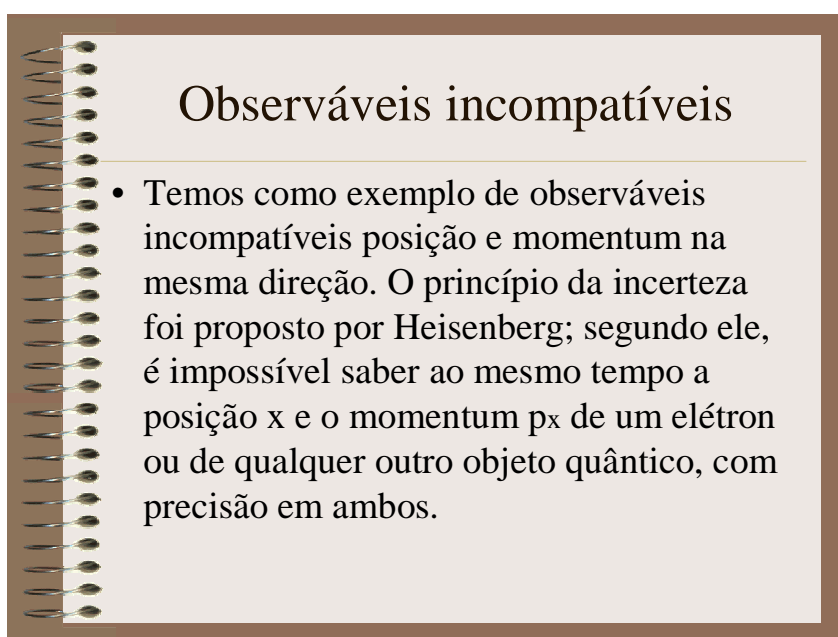 Observáveis incompatíveis
• Temos como exemplo de observáveis
incompatíveis posição e momentum na
mesma direção. O princípio da incerteza
foi proposto por Heisenberg; segundo ele,
é impossível saber ao mesmo tempo a
posição x e o momentum px de um elétron
ou de qualquer outro objeto quântico, com
precisão em ambos.